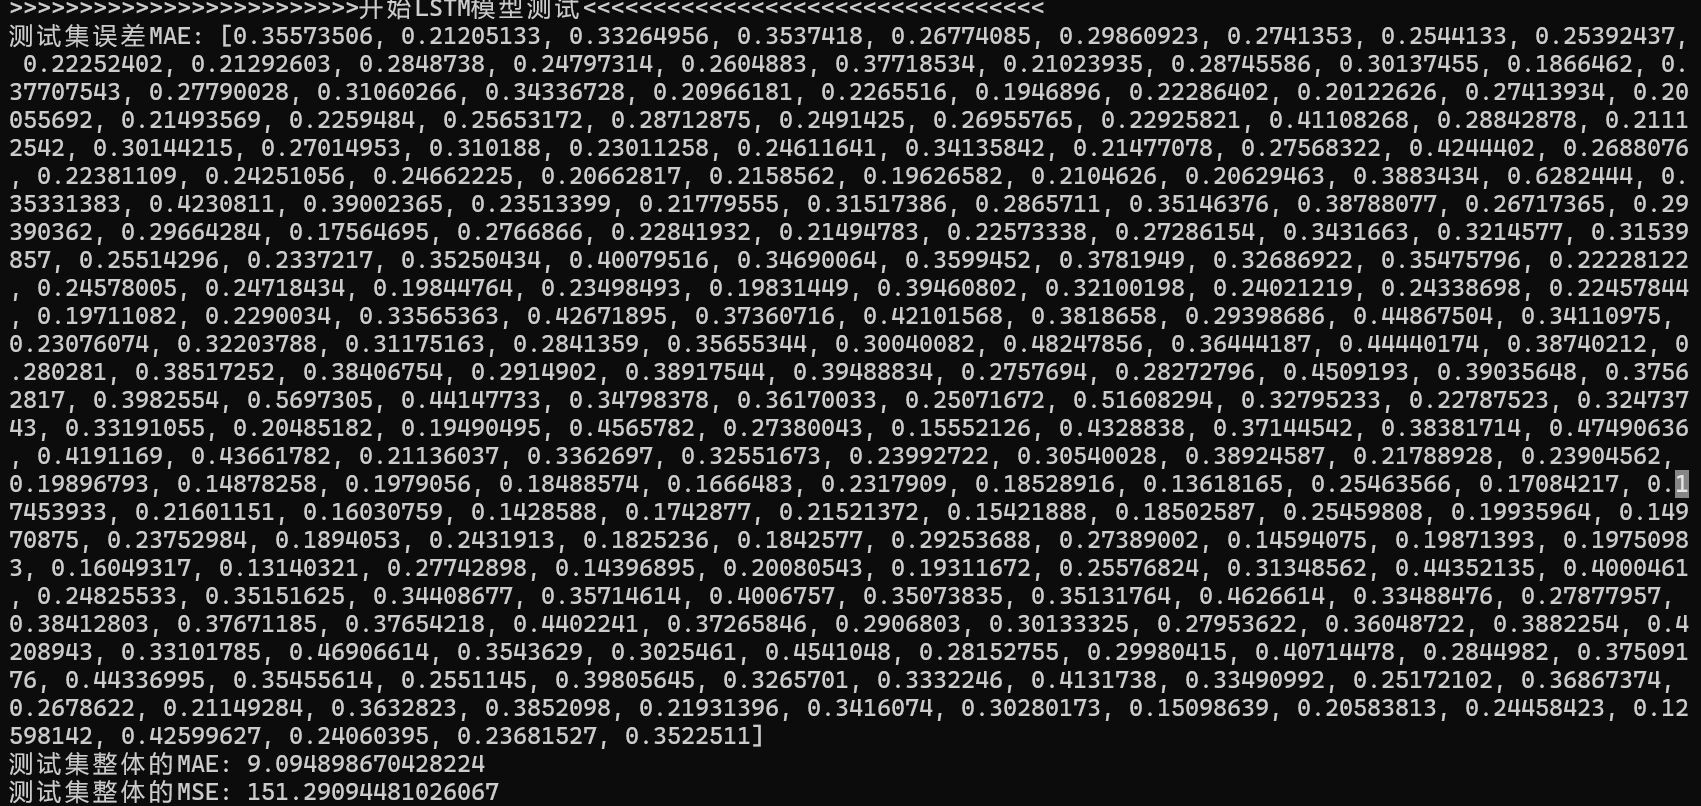 >>>>>>>>>>>>>>>>>>>>>>>>>开始LSTM模型测试<<<<<<<<<<<<<<<<<<<<<<<<<<<<<<<<<
测试集误差MAE: [0.35573506, 0.21205133, 0.33264956, 0.3537418, 0.26774085, 0.29860923, 0.2741353, 0.2544133, 0.25392437,
 0.22252402, 0.21292603, 0.2848738, 0.24797314, 0.2604883, 0.37718534, 0.21023935, 0.28745586, 0.30137455, 0.1866462, 0.
37707543, 0.27790028, 0.31060266, 0.34336728, 0.20966181, 0.2265516, 0.1946896, 0.22286402, 0.20122626, 0.27413934, 0.20
055692, 0.21493569, 0.2259484, 0.25653172, 0.28712875, 0.2491425, 0.26955765, 0.22925821, 0.41108268, 0.28842878, 0.2111
2542, 0.30144215, 0.27014953, 0.310188, 0.23011258, 0.24611641, 0.34135842, 0.21477078, 0.27568322, 0.4244402, 0.2688076
, 0.22381109, 0.24251056, 0.24662225, 0.20662817, 0.2158562, 0.19626582, 0.2104626, 0.20629463, 0.3883434, 0.6282444, 0.
35331383, 0.4230811, 0.39002365, 0.23513399, 0.21779555, 0.31517386, 0.2865711, 0.35146376, 0.38788077, 0.26717365, 0.29
390362, 0.29664284, 0.17564695, 0.2766866, 0.22841932, 0.21494783, 0.22573338, 0.27286154, 0.3431663, 0.3214577, 0.31539
857, 0.25514296, 0.2337217, 0.35250434, 0.40079516, 0.34690064, 0.3599452, 0.3781949, 0.32686922, 0.35475796, 0.22228122
, 0.24578005, 0.24718434, 0.19844764, 0.23498493, 0.19831449, 0.39460802, 0.32100198, 0.24021219, 0.24338698, 0.22457844
, 0.19711082, 0.2290034, 0.33565363, 0.42671895, 0.37360716, 0.42101568, 0.3818658, 0.29398686, 0.44867504, 0.34110975,
0.23076074, 0.32203788, 0.31175163, 0.2841359, 0.35655344, 0.30040082, 0.48247856, 0.36444187, 0.44440174, 0.38740212, 0
.280281, 0.38517252, 0.38406754, 0.2914902, 0.38917544, 0.39488834, 0.2757694, 0.28272796, 0.4509193, 0.39035648, 0.3756
2817, 0.3982554, 0.5697305, 0.44147733, 0.34798378, 0.36170033, 0.25071672, 0.51608294, 0.32795233, 0.22787523, 0.324737
43, 0.33191055, 0.20485182, 0.19490495, 0.4565782, 0.27380043, 0.15552126, 0.4328838, 0.37144542, 0.38381714, 0.47490636
, 0.4191169, 0.43661782, 0.21136037, 0.3362697, 0.32551673, 0.23992722, 0.30540028, 0.38924587, 0.21788928, 0.23904562,
0.19896793, 0.14878258, 0.1979056, 0.18488574, 0.1666483, 0.2317909, 0.18528916, 0.13618165, 0.25463566, 0.17084217, 0.1
7453933, 0.21601151, 0.16030759, 0.1428588, 0.1742877, 0.21521372, 0.15421888, 0.18502587, 0.25459808, 0.19935964, 0.149
70875, 0.23752984, 0.1894053, 0.2431913, 0.1825236, 0.1842577, 0.29253688, 0.27389002, 0.14594075, 0.19871393, 0.1975098
3, 0.16049317, 0.13140321, 0.27742898, 0.14396895, 0.20080543, 0.19311672, 0.25576824, 0.31348562, 0.44352135, 0.4000461
, 0.24825533, 0.35151625, 0.34408677, 0.35714614, 0.4006757, 0.35073835, 0.35131764, 0.4626614, 0.33488476, 0.27877957,
0.38412803, 0.37671185, 0.37654218, 0.4402241, 0.37265846, 0.2906803, 0.30133325, 0.27953622, 0.36048722, 0.3882254, 0.4
208943, 0.33101785, 0.46906614, 0.3543629, 0.3025461, 0.4541048, 0.28152755, 0.29980415, 0.40714478, 0.2844982, 0.375091
76, 0.44336995, 0.35455614, 0.2551145, 0.39805645, 0.3265701, 0.3332246, 0.4131738, 0.33490992, 0.25172102, 0.36867374,
0.2678622, 0.21149284, 0.3632823, 0.3852098, 0.21931396, 0.3416074, 0.30280173, 0.15098639, 0.20583813, 0.24458423, 0.12
598142, 0.42599627, 0.24060395, 0.23681527, 0.3522511]
测试集整体的MAE: 9.094898670428224
测试集整体的MSE: 151.29094481026067